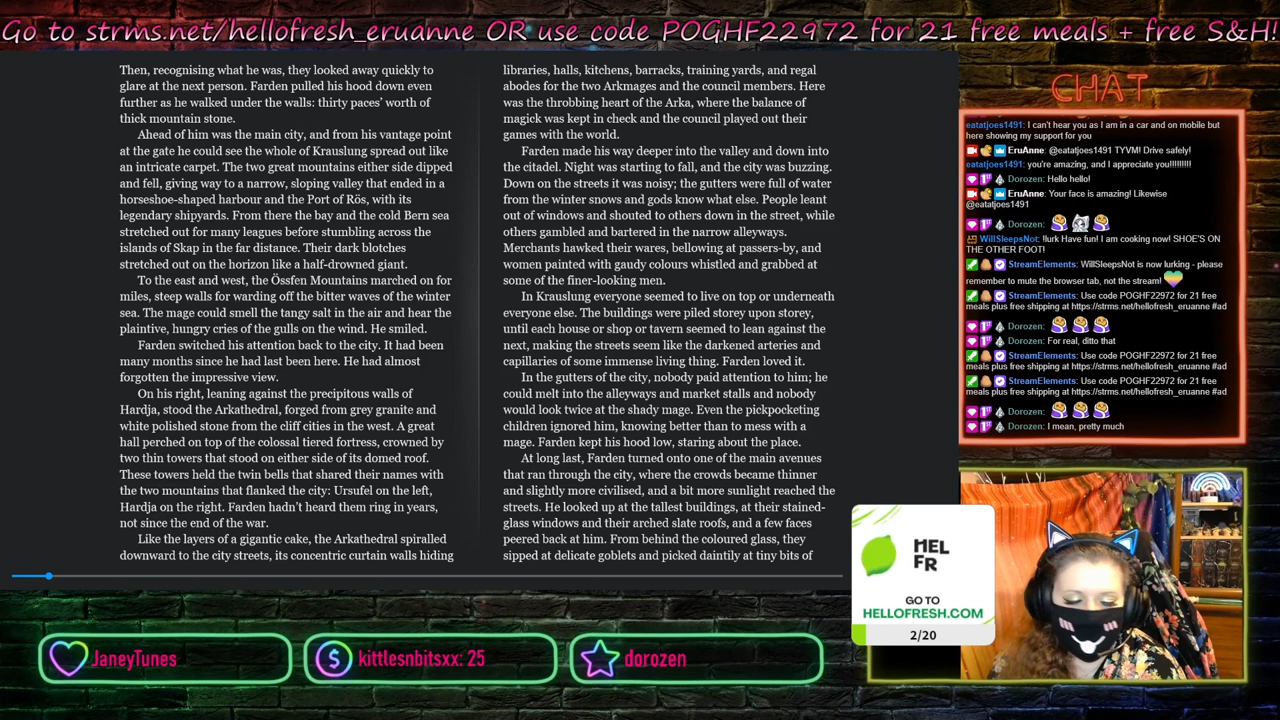 Go to strms.net/hellofresh_eruanne OR use code POGHF22972 for 21 free meals + free S&H!
Then, recognising what he was, they looked away quickly to
glare at the next person. Farden pulled his hood down even
further as he walked under the walls: thirty paces' worth of
thick mountain stone.
Ahead of him was the main city, and from his vantage point
at the gate he could see the whole of Krauslung spread out like
an intricate carpet. The two great mountains either side dipped
and fell, giving way to a narrow, sloping valley that ended in a
horseshoe-shaped harbour and the Port of Rös, with its
legendary shipyards. From there the bay and the cold Bern sea
stretched out for many leagues before stumbling across the
islands of Skap in the far distance. Their dark blotches
stretched out on the horizon like a half-drowned giant.
To the east and west, the Össfen Mountains marched on for
miles, steep walls for warding off the bitter waves of the winter
sea. The mage could smell the tangy salt in the air and hear the
plaintive, hungry cries of the gulls on the wind. He smiled.
Farden switched his attention back to the city. It had been
many months since he had last been here. He had almost
forgotten the impressive view.
On his right, leaning against the precipitous walls of
Hardja, stood the Arkathedral, forged from grey granite and
white polished stone from the cliff cities in the west. A great
hall perched on top of the colossal tiered fortress, crowned by
two thin towers that stood on either side of its domed roof.
These towers held the twin bells that shared their names with
the two mountains that flanked the city: Ursufel on the left,
Hardja on the right. Farden hadn't heard them ring in years,
not since the end of the war.
Like the layers of a gigantic cake, the Arkathedral spiralled
downward to the city streets, its concentric curtain walls hiding
libraries, halls, kitchens, barracks, training yards, and regal
abodes for the two Arkmages and the council members. Here
was the throbbing heart of the Arka, where the balance of
magick was kept in check and the council played out their
games with the world.
Farden made his way deeper into the valley and down into
the citadel. Night was starting to fall, and the city was buzzing.
Down on the streets it was noisy; the gutters were full of water
from the winter snows and gods know what else. People leant
out of windows and shouted to others down in the street, while
others gambled and bartered in the narrow alleyways.
Merchants hawked their wares, bellowing at passers-by, and
women painted with gaudy colours whistled and grabbed at
some of the finer-looking men.
In Krauslung everyone seemed to live on top or underneath
everyone else. The buildings were piled storey upon storey,
until each house or shop or tavern seemed to lean against the
next, making the streets seem like the darkened arteries and
capillaries of some immense living thing. Farden loved it.
In the gutters of the city, nobody paid attention to him; he
could melt into the alleyways and market stalls and nobody
would look twice at the shady mage. Even the pickpocketing
children ignored him, knowing better than to mess with a
mage. Farden kept his hood low, staring about the place.
At long last, Farden turned onto one of the main avenues
that ran through the city, where the crowds became thinner
and slightly more civilised, and a bit more sunlight reached the
streets. He looked up at the tallest buildings, at their stained-
glass windows and their arched slate roofs, and a few faces
peered back at him. From behind the coloured glass, they
sipped at delicate goblets and picked daintily at tiny bits of
CHAT
eatatjoes1491: I can't hear you as I am in a car and on mobile but
here showing my support for you
EruAnne: @eatatjoes1491 TYVM! Drive safely!
eatatjoes1491: you're amazing, and I appreciate you!!!!!!!!!
Dorozen: Hello hello!
EruAnne: Your face is amazing! Likewise
@eatatjoes1491
Dorozen:
WillSleepsNot: !lurk Have fun! I am cooking now! SHOE'S ON
THE OTHER FOOT!
StreamElements: WillSleepsNot is now lurking - please
remember to mute the browser tab, not the stream!
StreamElements: Use code POGHF22972 for 21 free
meals plus free shipping at https://strms.net/hellofresh_eruanne #ad
Dorozen:
Dorozen: For real, ditto that
StreamElements: Use code POGHF22972 for 21 free
meals plus free shipping at https://strms.net/hellofresh_eruanne #ad
StreamElements: Use code POGHF22972 for 21 free
meals plus free shipping at https://strms.net/hellofresh_eruanne #ad
Dorozen:
Dorozen: I mean, pretty much
HEL
FR
GO TO
HELLOFRESH.COM
2/20
JaneyTunes
kittlesnbitsxx: 25
dorozen